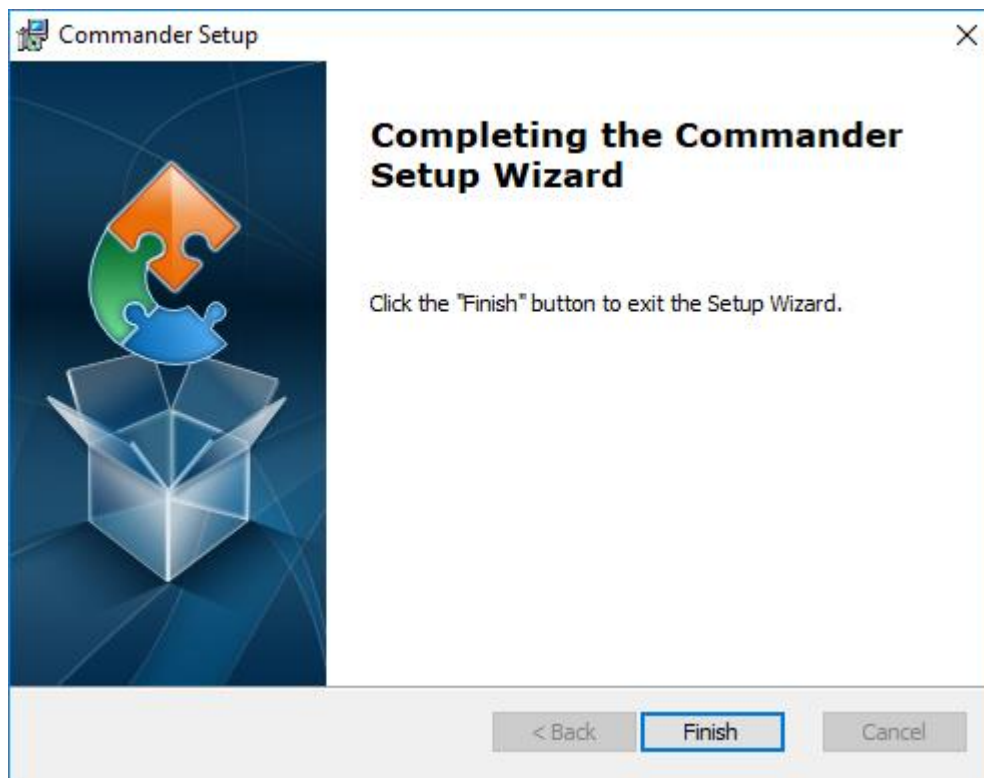 Commander Setup
Completing the Commander
Setup Wizard
Click the "Finish" button to exit the Setup Wizard.
< Back Finish Cancel